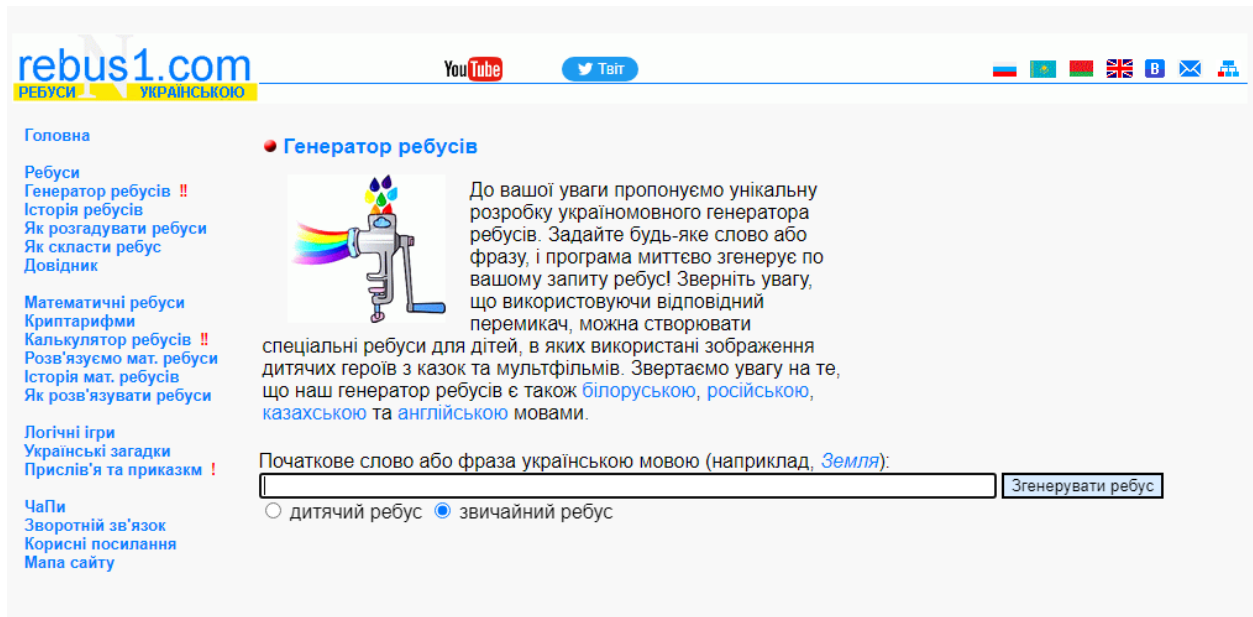 rebus1.com
РЕБУСИ УКРАЇНСЬКОЮ
YouTube
Твіт
B
Головна
Ребуси
Генератор ребусів !!
Історія ребусів
Як розгадувати ребуси
Як скласти ребус
Довідник
Математичні ребуси
Криптарифми
Калькулятор ребусів !!
Розв'язуємо мат. ребуси
Історія мат. ребусів
Як розв'язувати ребуси
Логічні ігри
Українські загадки
Прислів'я та приказкм !
ЧаПи
Зворотній зв'язок
Корисні посилання
Мапа сайту
Генератор ребусів
До вашої уваги пропонуємо унікальну
розробку україномовного генератора
ребусів. Задайте будь-яке слово або
фразу, і програма миттєво згенерує по
вашому запиту ребус! Зверніть увагу,
що використовуючи відповідний
перемикач, можна створювати
спеціальні ребуси для дітей, в яких використані зображення
дитячих героїв з казок та мультфільмів. Звертаємо увагу на те,
що наш генератор ребусів є також білоруською, російською,
казахською та англійською мовами.
Початкове слово або фраза українською мовою (наприклад, Земля):
Згенерувати ребус
дитячий ребус звичайний ребус